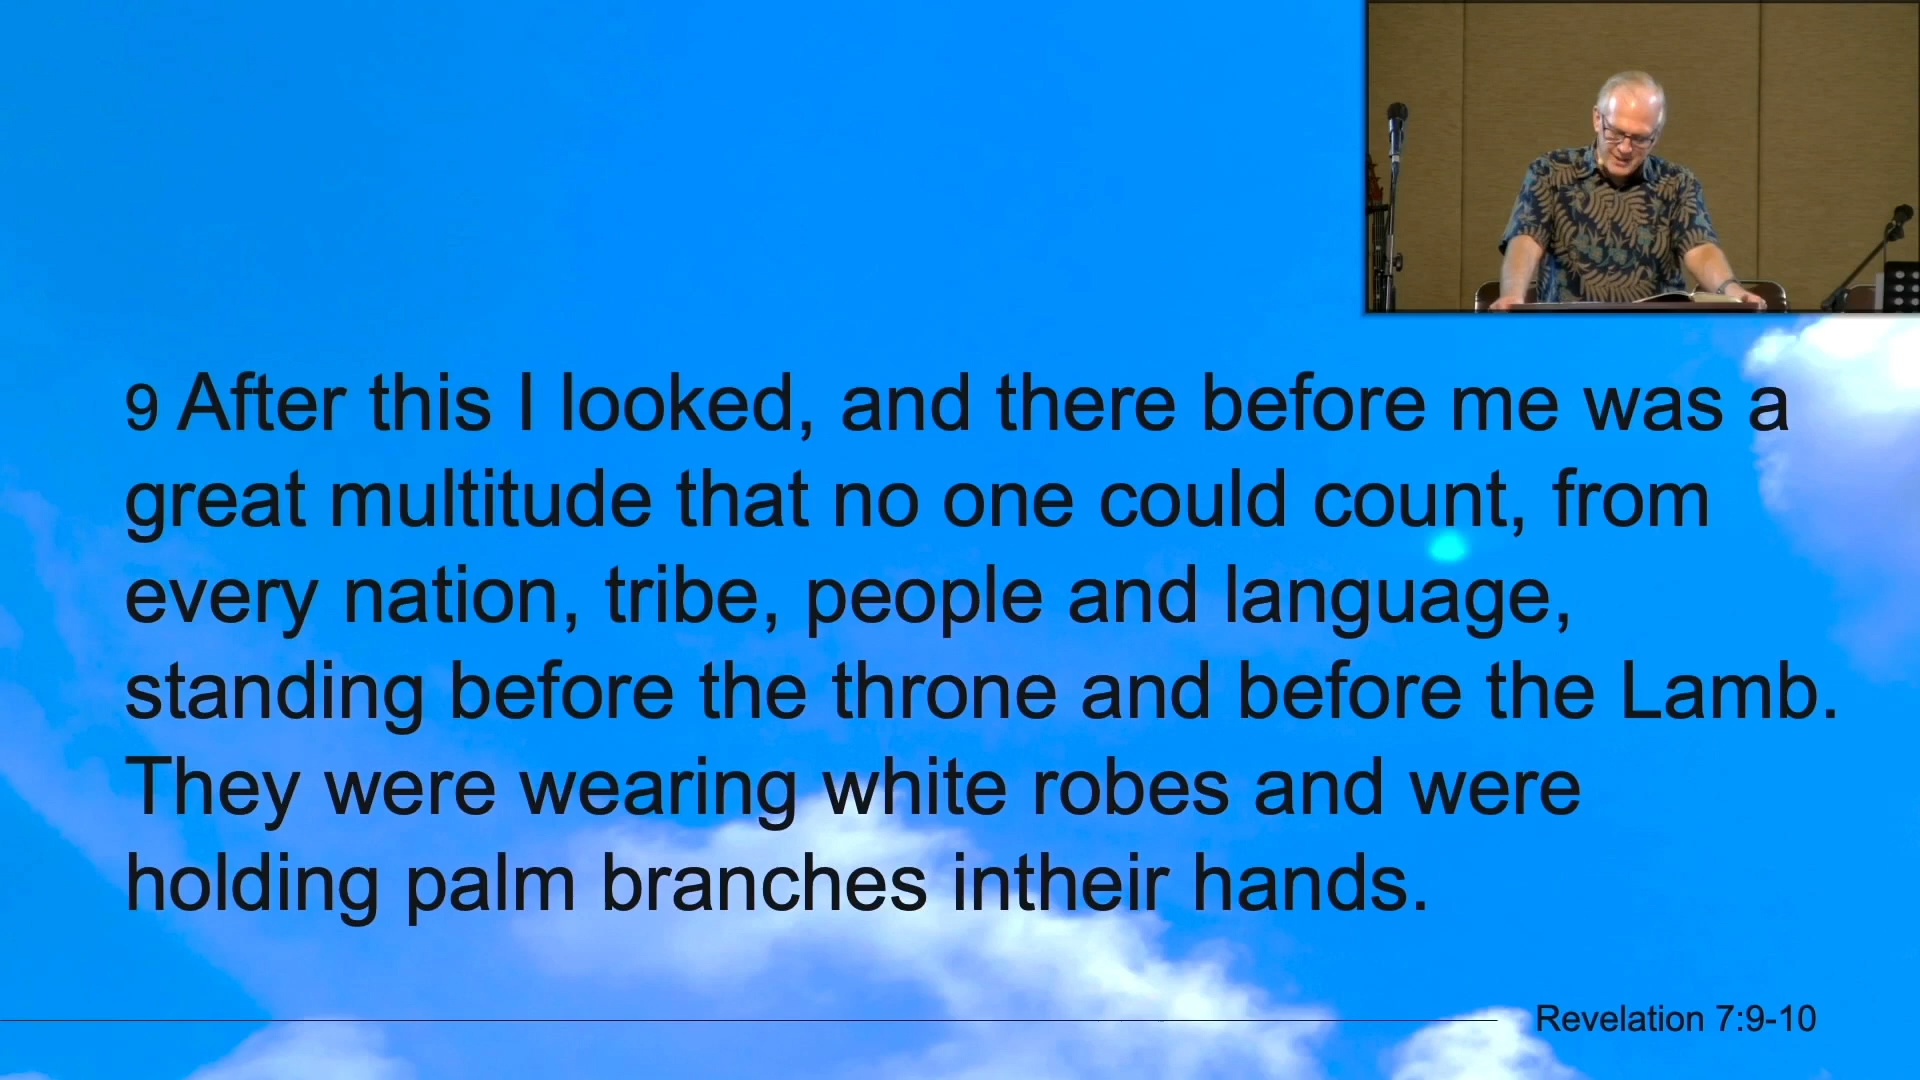 9 After this I looked, and there before me was a
great multitude that no one could count, from
every nation, tribe, people and language,
standing before the throne and before the Lamb.
They were wearing white robes and were
holding palm branches intheir hands.
Revelation 7:9-10